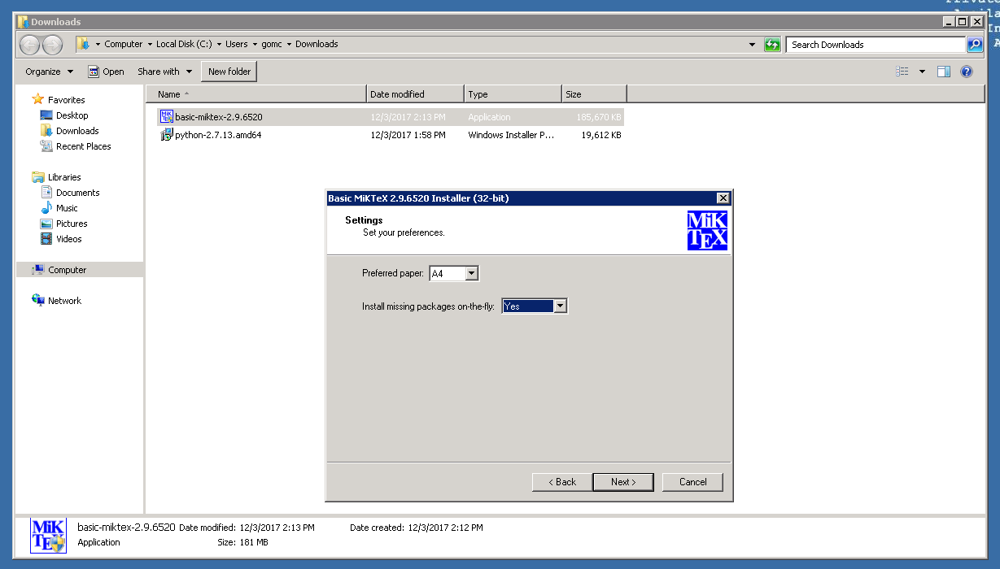 Downloads
Computer Local Disk (C:) Users gomc Downloads
Search Downloads
Organize Open Share with New folder
Name Date modified Type Size
Favorites
Desktop
Downloads
Recent Places
Libraries
Documents
Music
Pictures
Videos
Computer
Network
basic-miktex-2.9.6520 12/3/2017 2:13 PM Application 185,670 KB
python-2.7.13.amd64 12/3/2017 1:58 PM Windows Installer P... 19,612 KB
Basic MiKTeX 2.9.6520 Installer (32-bit)
Settings
Set your preferences.
MiK
TEX
Preferred paper: A4
Install missing packages on-the-fly: Yes
< Back Next > Cancel
MiK
TEX
basic-miktex-2.9.6520 Date modified: 12/3/2017 2:13 PM Date created: 12/3/2017 2:12 PM
Application Size: 181 MB